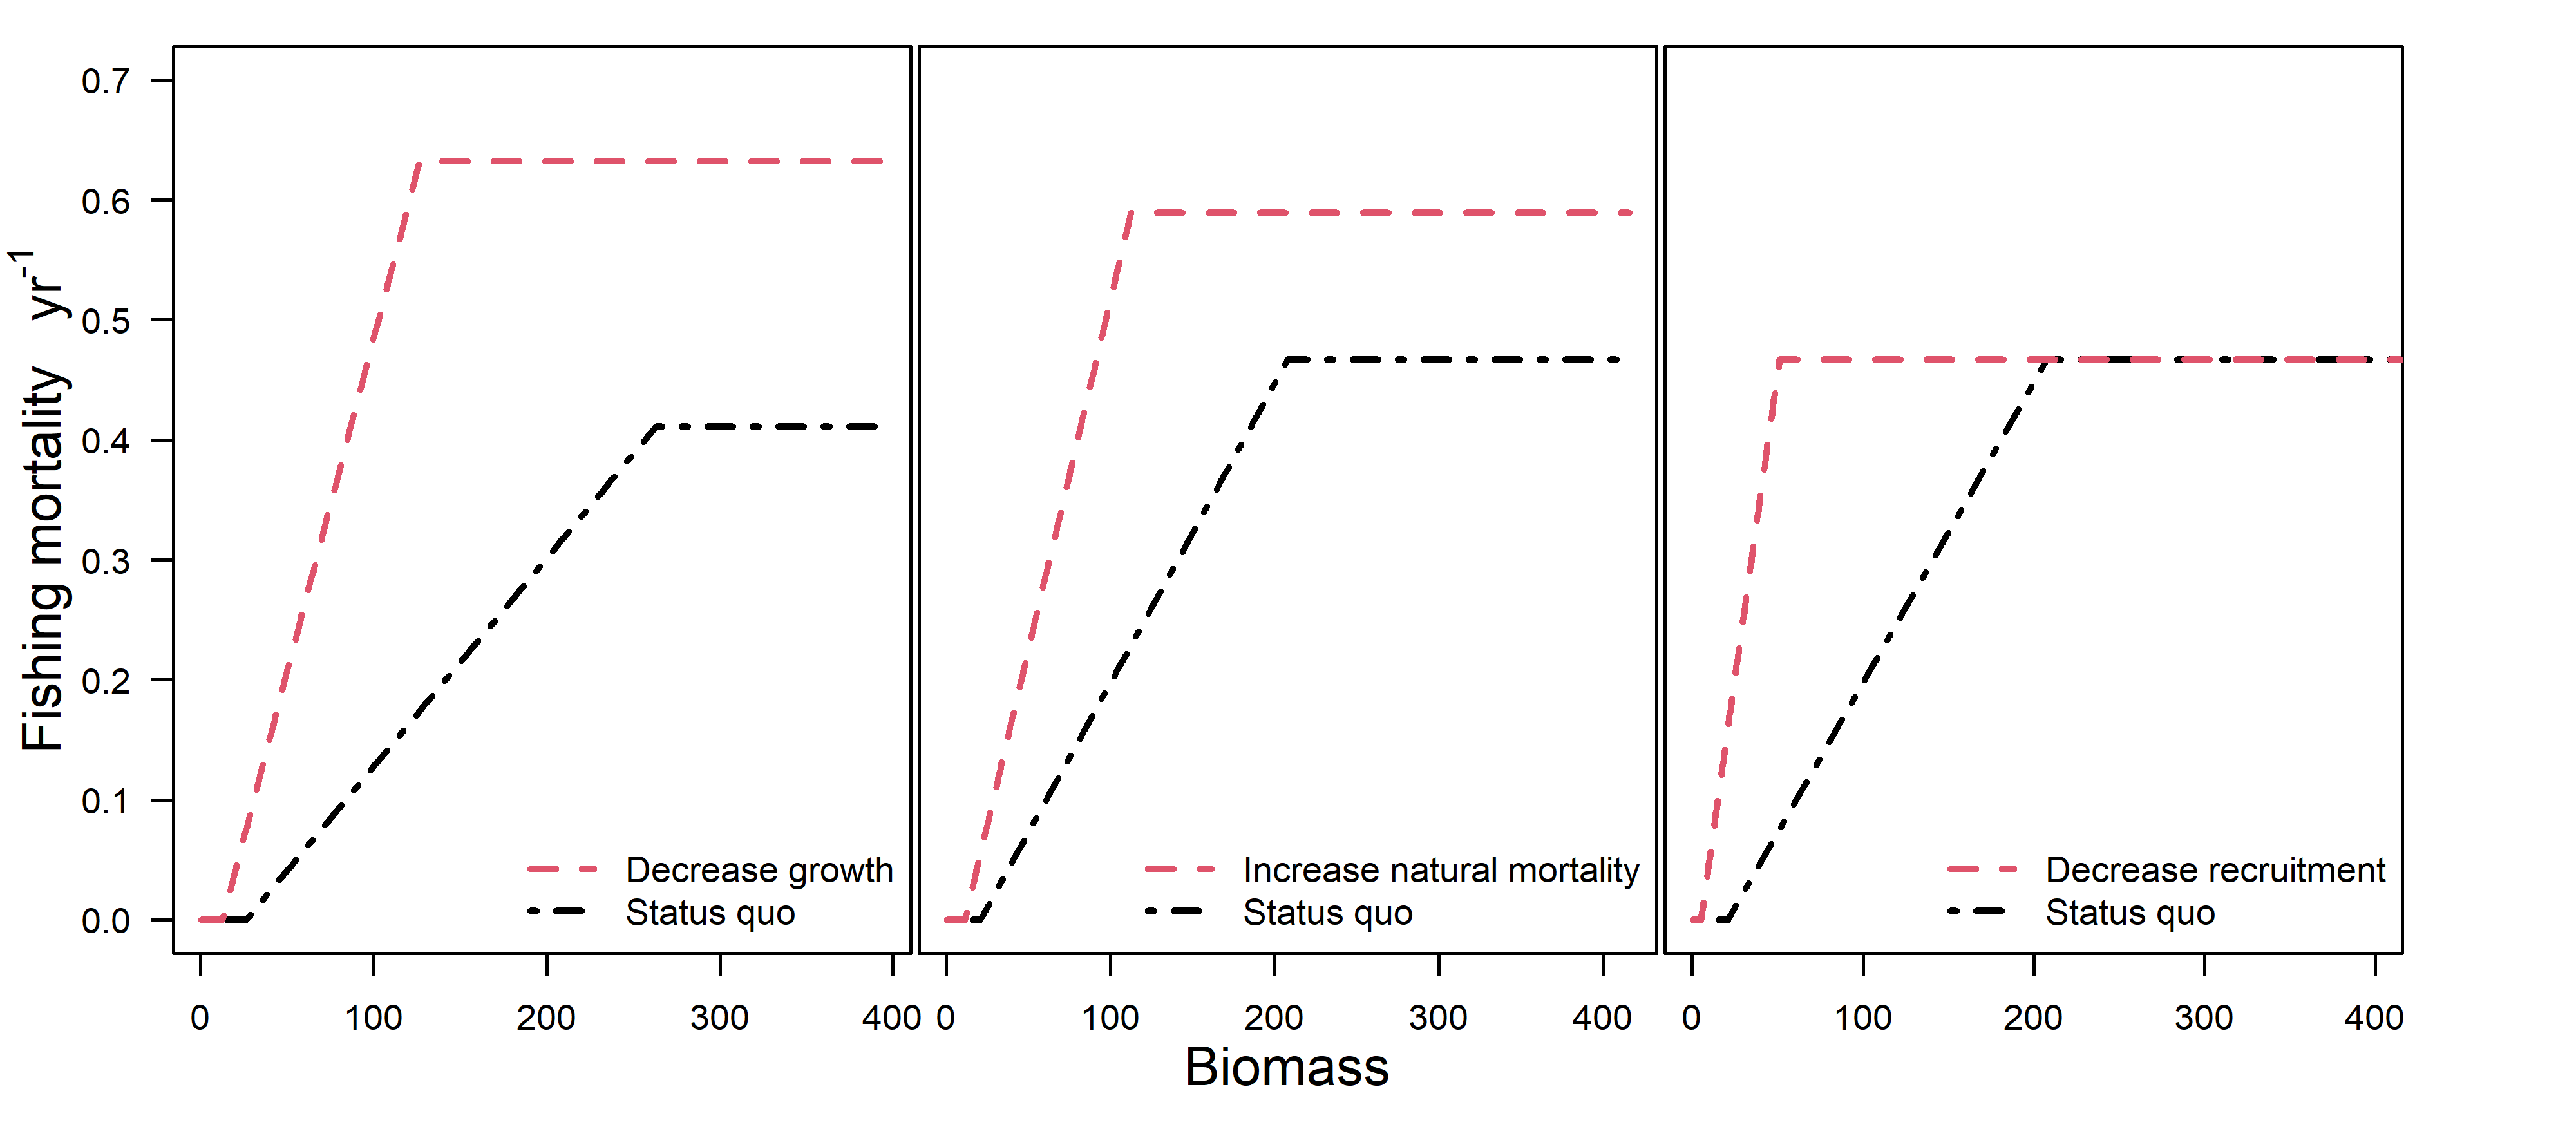 Fishing mortality yr-1
0.7
0.6
0.5
0.4
0.3
0.2
0.1
0.0
Decrease growth
Status quo
Increase natural mortality
Status quo
Decrease recruitment
Status quo
0 100 200 300 400
0 100 200 300 400
0 100 200 300 400
Biomass